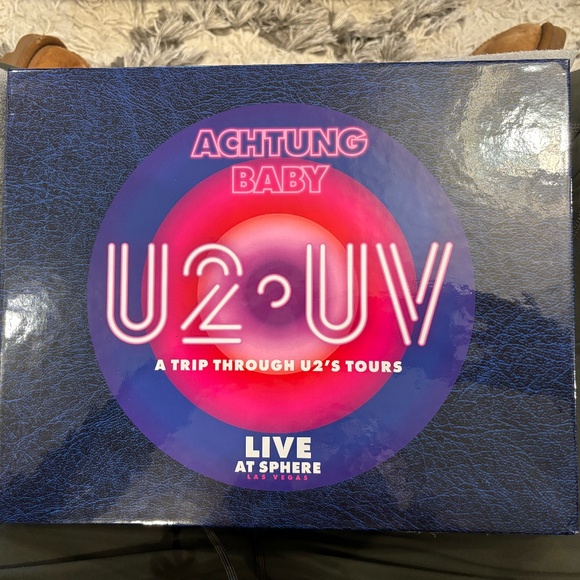 ACHTUNG
BABY
U2•UV
A TRIP THROUGH U2'S TOURS
LIVE
AT SPHERE
LAS VEGAS